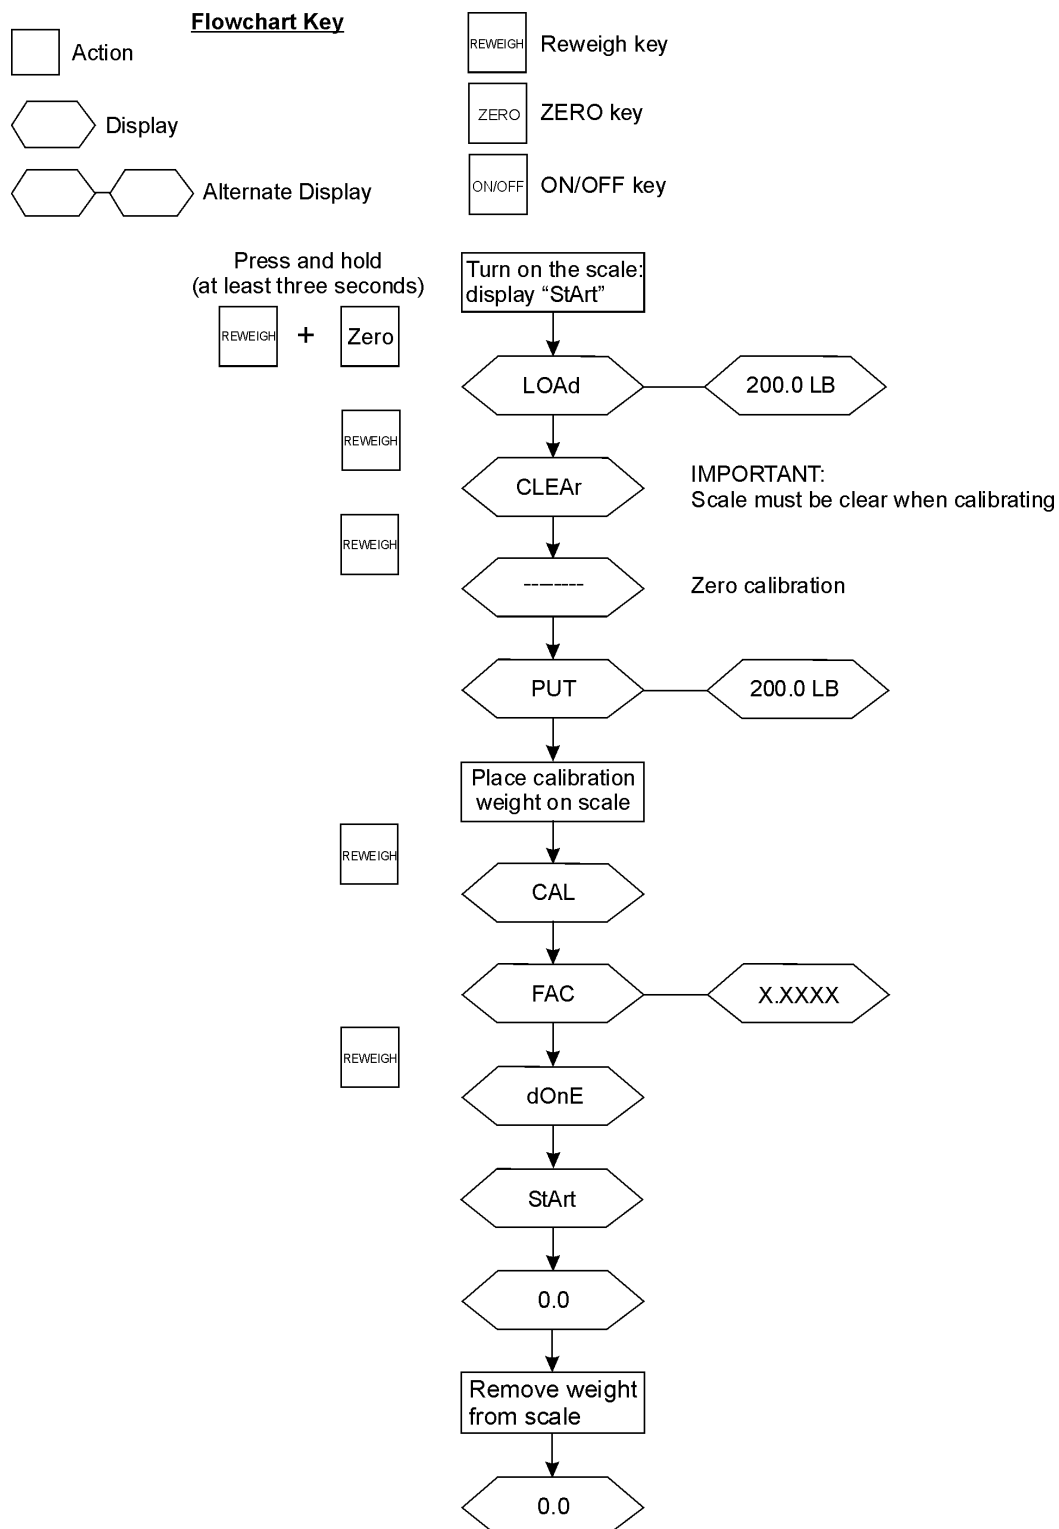 Flowchart Key
Action
Display
Alternate Display
REWEIGH
Reweigh key
ZERO
ZERO key
ON/OFF
ON/OFF key
Press and hold
(at least three seconds)
REWEIGH + Zero
Turn on the scale:
display “StArt”
LOAd
200.0 LB
REWEIGH
CLEAr
IMPORTANT:
Scale must be clear when calibrating
REWEIGH
--------
Zero calibration
PUT
200.0 LB
Place calibration
weight on scale
REWEIGH
CAL
FAC
X.XXXX
REWEIGH
dOnE
StArt
0.0
Remove weight
from scale
0.0